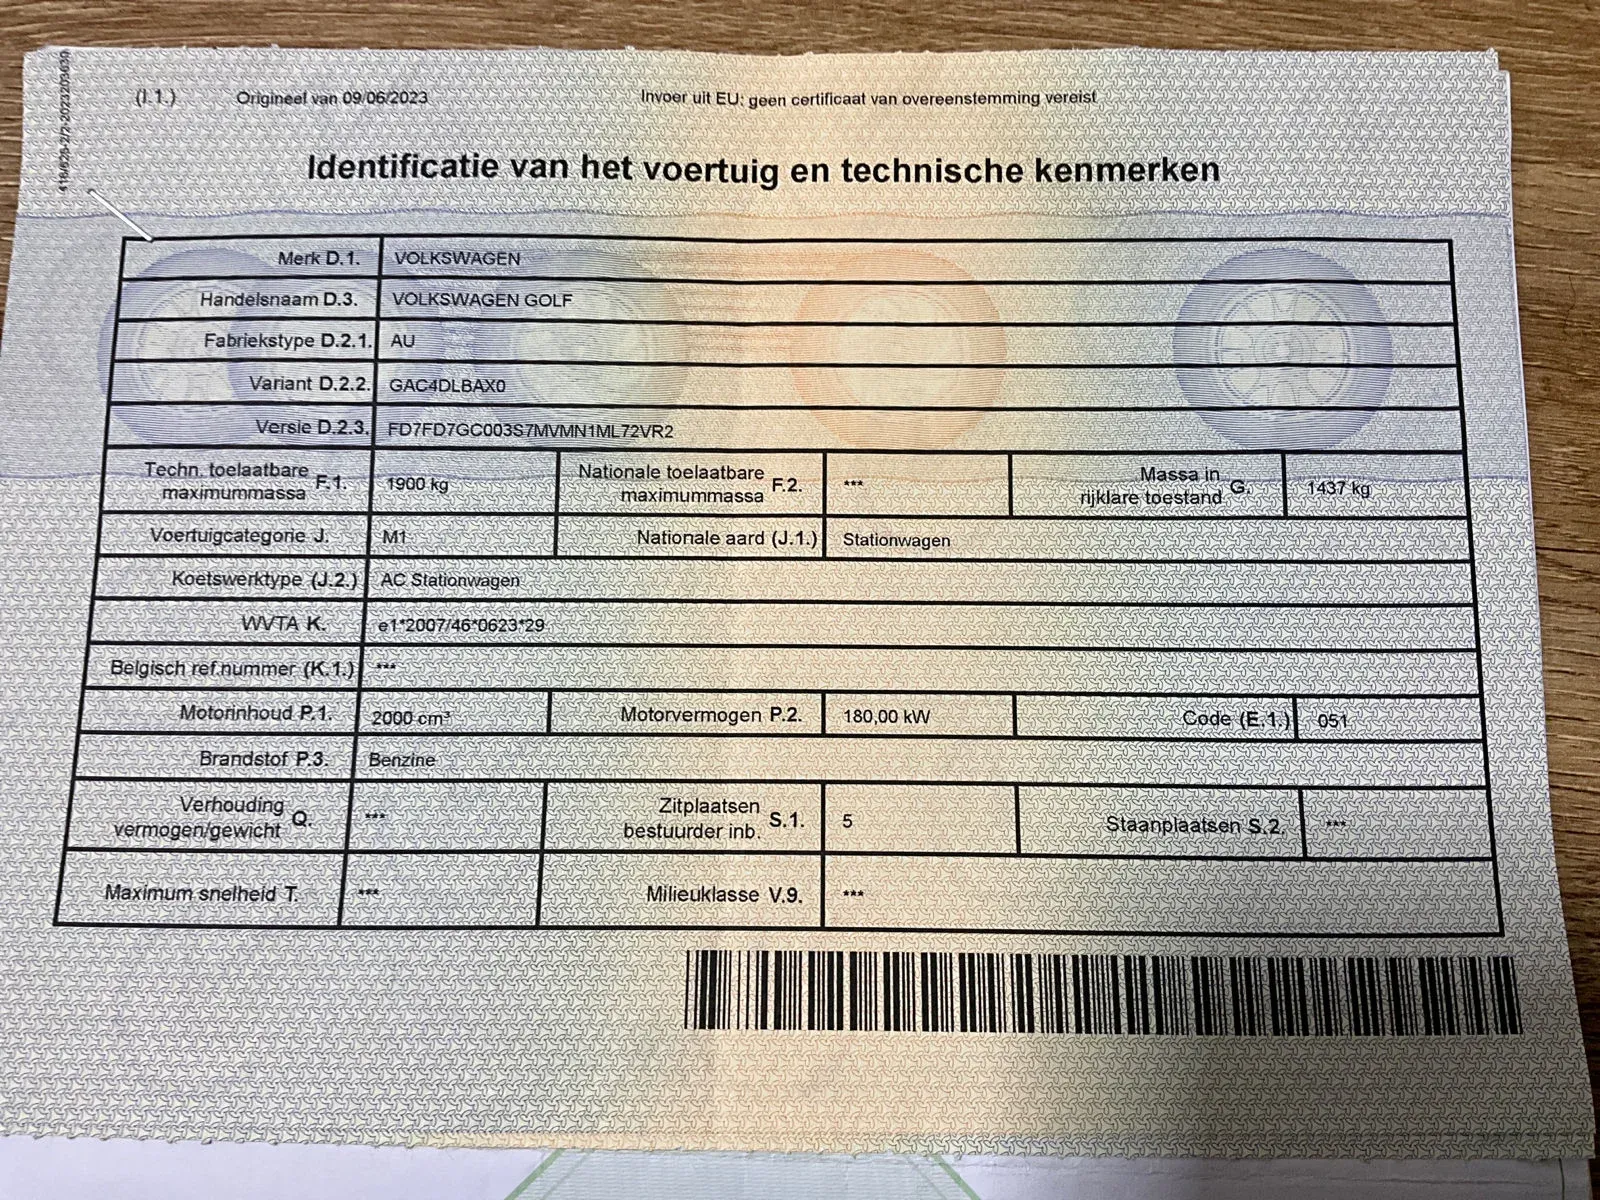 416/625-2/2-2023203630
(I.1.) Origineel van 09/06/2023 Invoer uit EU: geen certificaat van overeenstemming vereist
Identificatie van het voertuig en technische kenmerken
Merk D.1. VOLKSWAGEN
Handelsnaam D.3. VOLKSWAGEN GOLF
Fabriekstype D.2.1. AU
Variant D.2.2. GAC4DLBAX0
Versie D.2.3. FD7FD7GC003S7MVMN1ML72VR2
Techn. toelaatbare maximummassa F.1. 1900 kg Nationale toelaatbare maximummassa F.2. *** Massa in rijklare toestand G. 1437 kg
Voertuigcategorie J. M1 Nationale aard (J.1.) Stationwagen
Koetswerktype (J.2.) AC Stationwagen
WVTA K. e1*2007/46*0623*29
Belgisch ref.nummer (K.1.) ***
Motorinhoud P.1. 2000 cm³ Motorvermogen P.2. 180,00 kW Code (E.1.) 051
Brandstof P.3. Benzine
Verhouding vermogen/gewicht Q. *** Zitplaatsen bestuurder inb. S.1. 5 Staanplaatsen S.2. ***
Maximum snelheid T. *** Milieuklasse V.9. ***